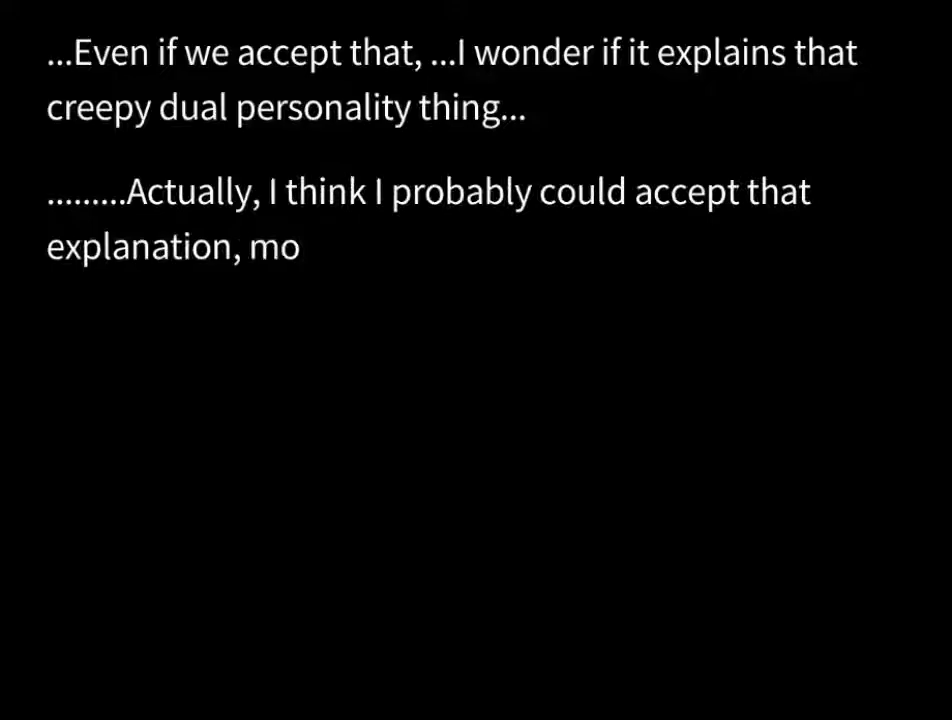 ...Even if we accept that, ...I wonder if it explains that
creepy dual personality thing...
.........Actually, I think I probably could accept that
explanation, mo